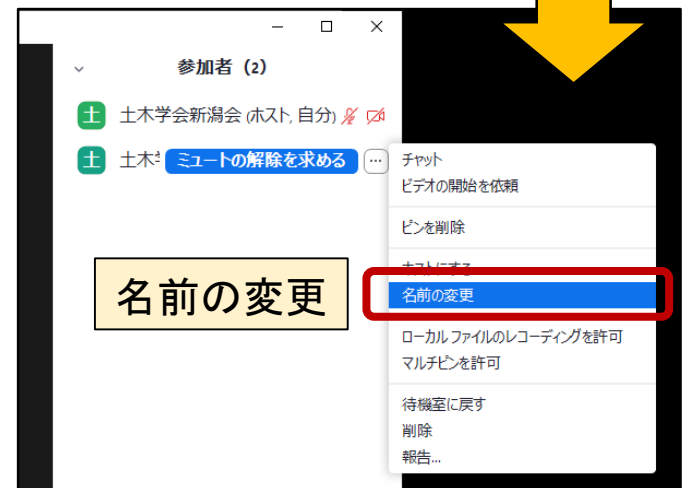 参加者 (2)
土 土木学会新潟会 (ホスト, 自分)
土 土木 ミュートの解除を求める ...
チャット
ビデオの開始を依頼
ピンを削除
ホストにする
名前の変更
名前の変更
ローカル ファイルのレコーディングを許可
マルチピンを許可
待機室に戻す
削除
報告...